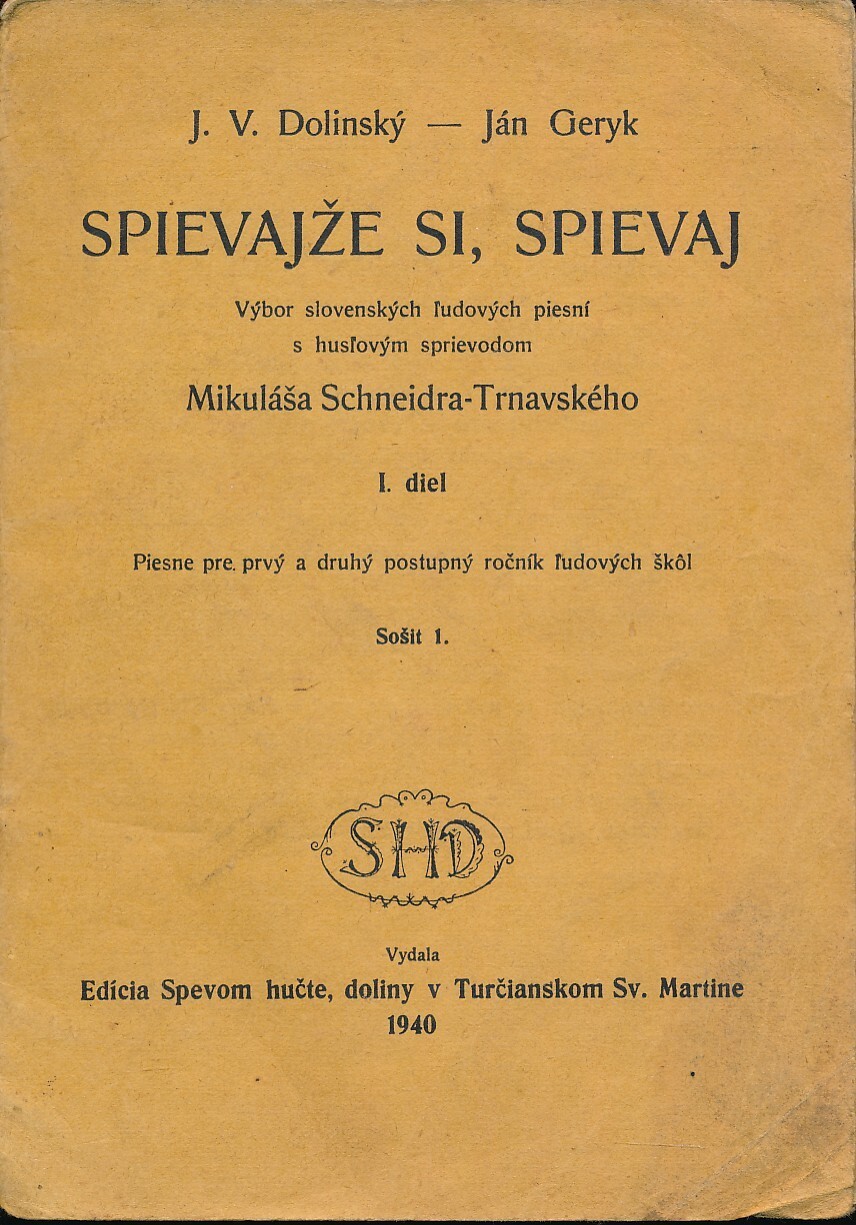 J. V. Dolinský — Ján Geryk
SPIEVAJŽE SI, SPIEVAJ
Výbor slovenských ľudových piesní
s husľovým sprievodom
Mikuláša Schneidra-Trnavského
I. diel
Piesne pre. prvý a druhý postupný ročník ľudových škôl
Sošit 1.
SHD
Vydala
Edícia Spevom hučte, doliny v Turčianskom Sv. Martine
1940